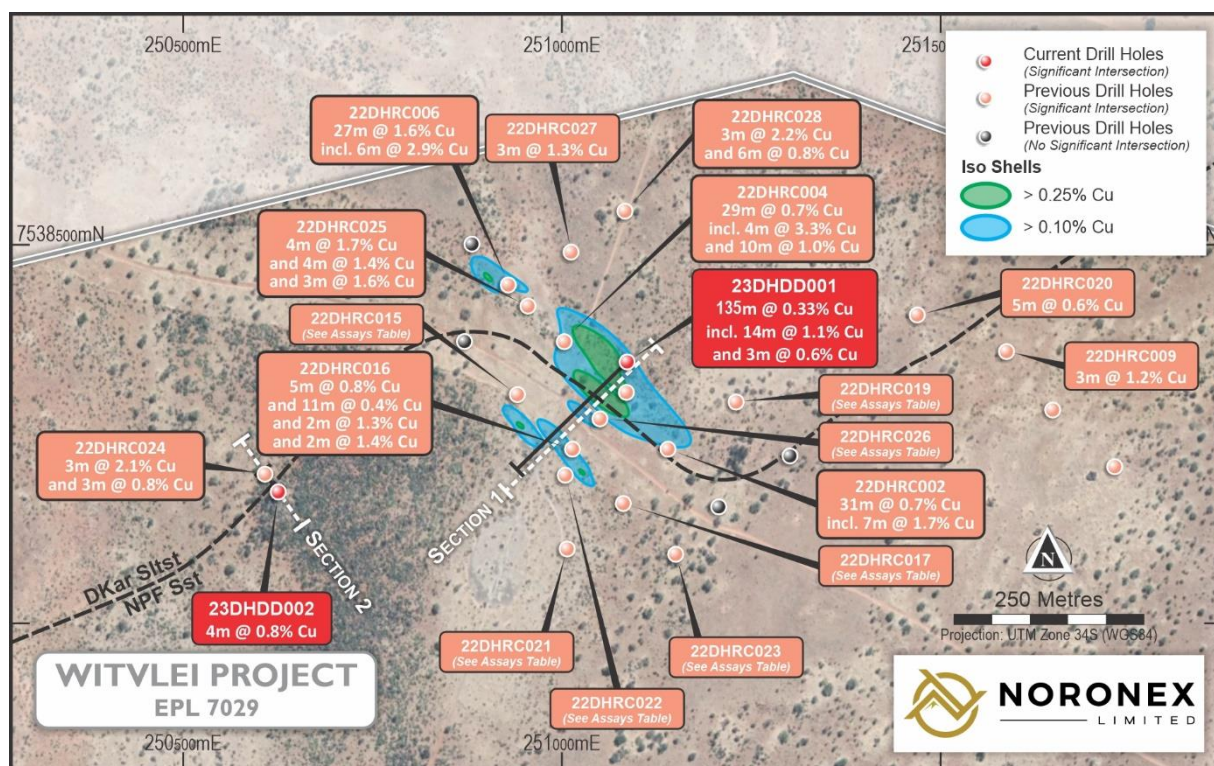 250500mE
251000mE
251
Current Drill Holes
(Significant Intersection)
Previous Drill Holes
(Significant Intersection)
Previous Drill Holes
(No Significant Intersection)
Iso Shells
> 0.25% Cu
> 0.10% Cu
22DHRC006
27m @ 1.6% Cu
incl. 6m @ 2.9% Cu
22DHRC027
3m @ 1.3% Cu
22DHRC028
3m @ 2.2% Cu
and 6m @ 0.8% Cu
22DHRC004
29m @ 0.7% Cu
incl. 4m @ 3.3% Cu
and 10m @ 1.0% Cu
7538500mN
22DHRC025
4m @ 1.7% Cu
and 4m @ 1.4% Cu
and 3m @ 1.6% Cu
23DHDD001
135m @ 0.33% Cu
incl. 14m @ 1.1% Cu
and 3m @ 0.6% Cu
22DHRC020
5m @ 0.6% Cu
22DHRC015
(See Assays Table)
22DHRC009
3m @ 1.2% Cu
22DHRC016
5m @ 0.8% Cu
and 11m @ 0.4% Cu
and 2m @ 1.3% Cu
and 2m @ 1.4% Cu
22DHRC019
(See Assays Table)
22DHRC026
(See Assays Table)
22DHRC024
3m @ 2.1% Cu
and 3m @ 0.8% Cu
22DHRC002
31m @ 0.7% Cu
incl. 7m @ 1.7% Cu
SECTION 1
SECTION 2
22DHRC017
(See Assays Table)
DKar Sltst
NPF Sst
23DHDD002
4m @ 0.8% Cu
N
250 Metres
Projection: UTM Zone 34S (WGS84)
22DHRC021
(See Assays Table)
22DHRC023
(See Assays Table)
22DHRC022
(See Assays Table)
WITVLEI PROJECT
EPL 7029
NORONEX
LIMITED
250500mE
251000mE